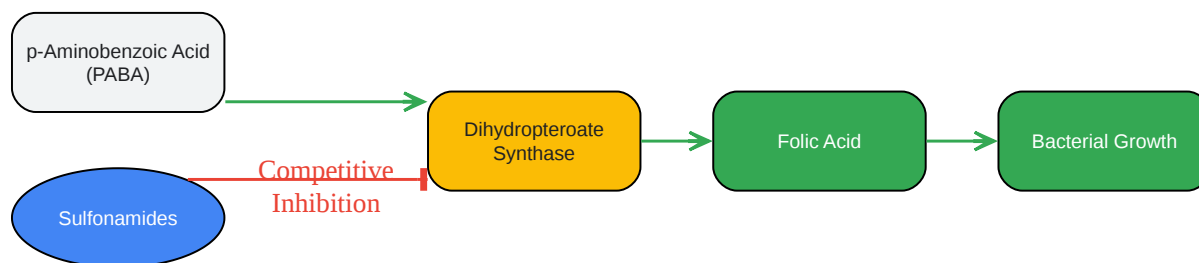 p-Aminobenzoic Acid
(PABA)
Dihydropteroate
Synthase
Folic Acid
Bacterial Growth
Competitive
Inhibition
Sulfonamides